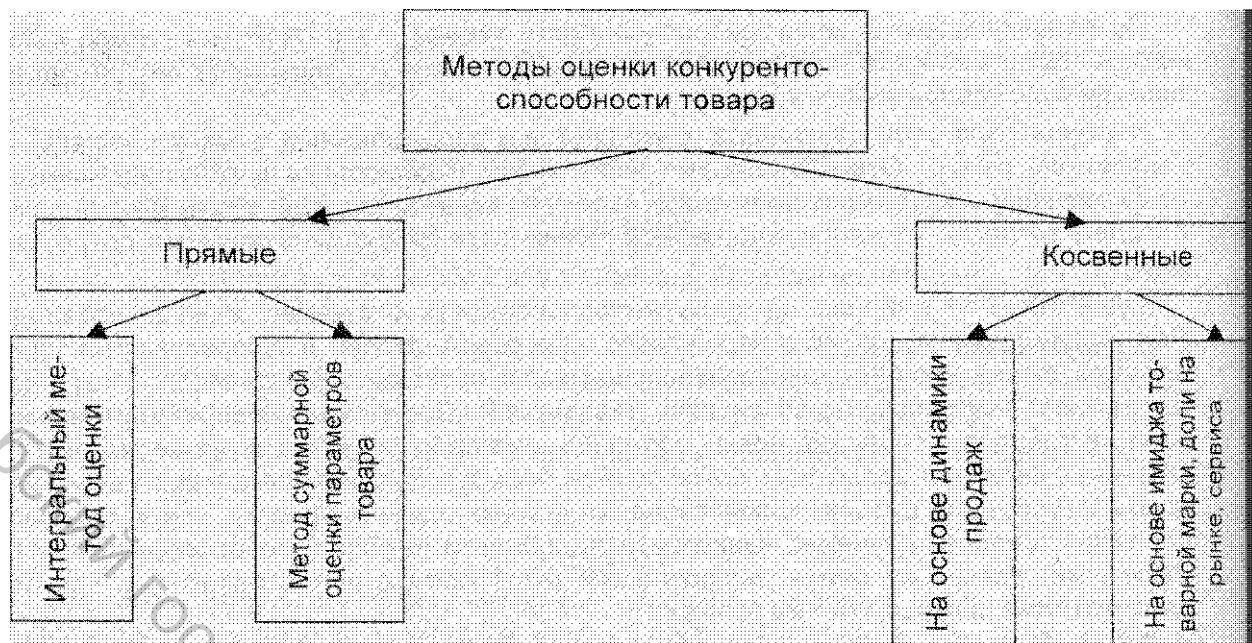 Методы оценки конкуренто-
способности товара
Прямые
Косвенные
Интегральный ме-
тод оценки
Метод суммарной
оценки параметров
товара
На основе динамики
продаж
На основе имиджа то-
варной марки, доли на
рынке, сервиса